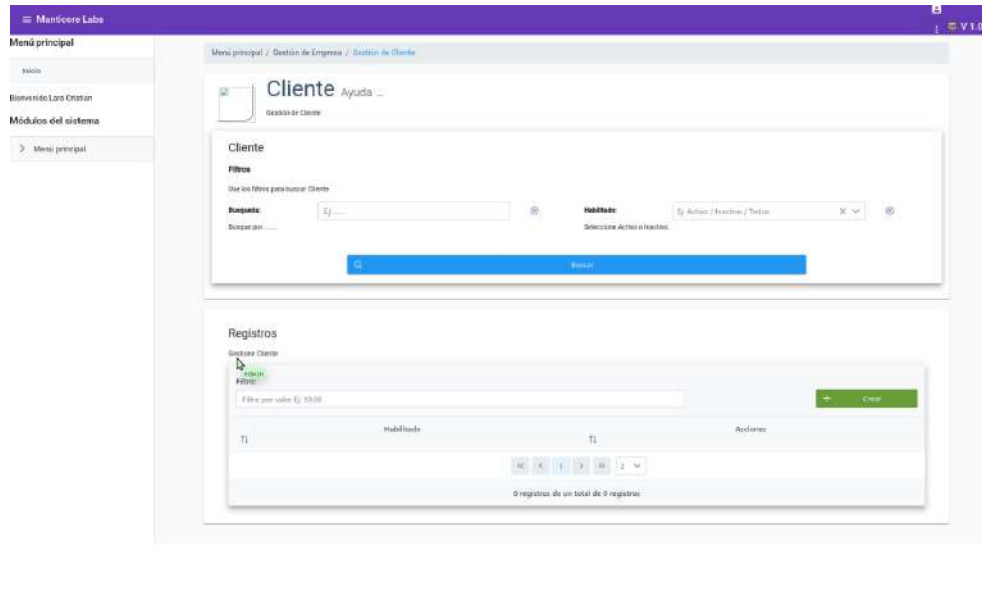 Manticore Labs
V 1.0
Menú principal
Inicio
Bienvenido Lara Cristian
Módulos del sistema
Menú principal
Menú principal / Gestión de Empresa / Gestión de Cliente
Cliente Ayuda ...
Gestión de Cliente
Cliente
Filtros
Use los filtros para buscar Cliente
Busqueda:
Ej. ......
Habilitado:
Ej. Activo / Inactivo / Todos
Busque por ......
Seleccione Activo o Inactivo.
Buscar
Registros
Gestione Cliente
Filtro:
Filtre por valor Ej: 10.00
+ Crear
Habilitado
Acciones
1
2
0 registros de un total de 0 registros